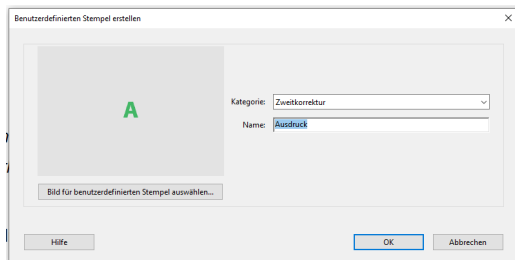 Benutzerdefinierten Stempel erstellen
A
Kategorie: Zweitkorrektur
Name: Ausdruck
Bild für benutzerdefinierten Stempel auswählen...
Hilfe
OK
Abbrechen